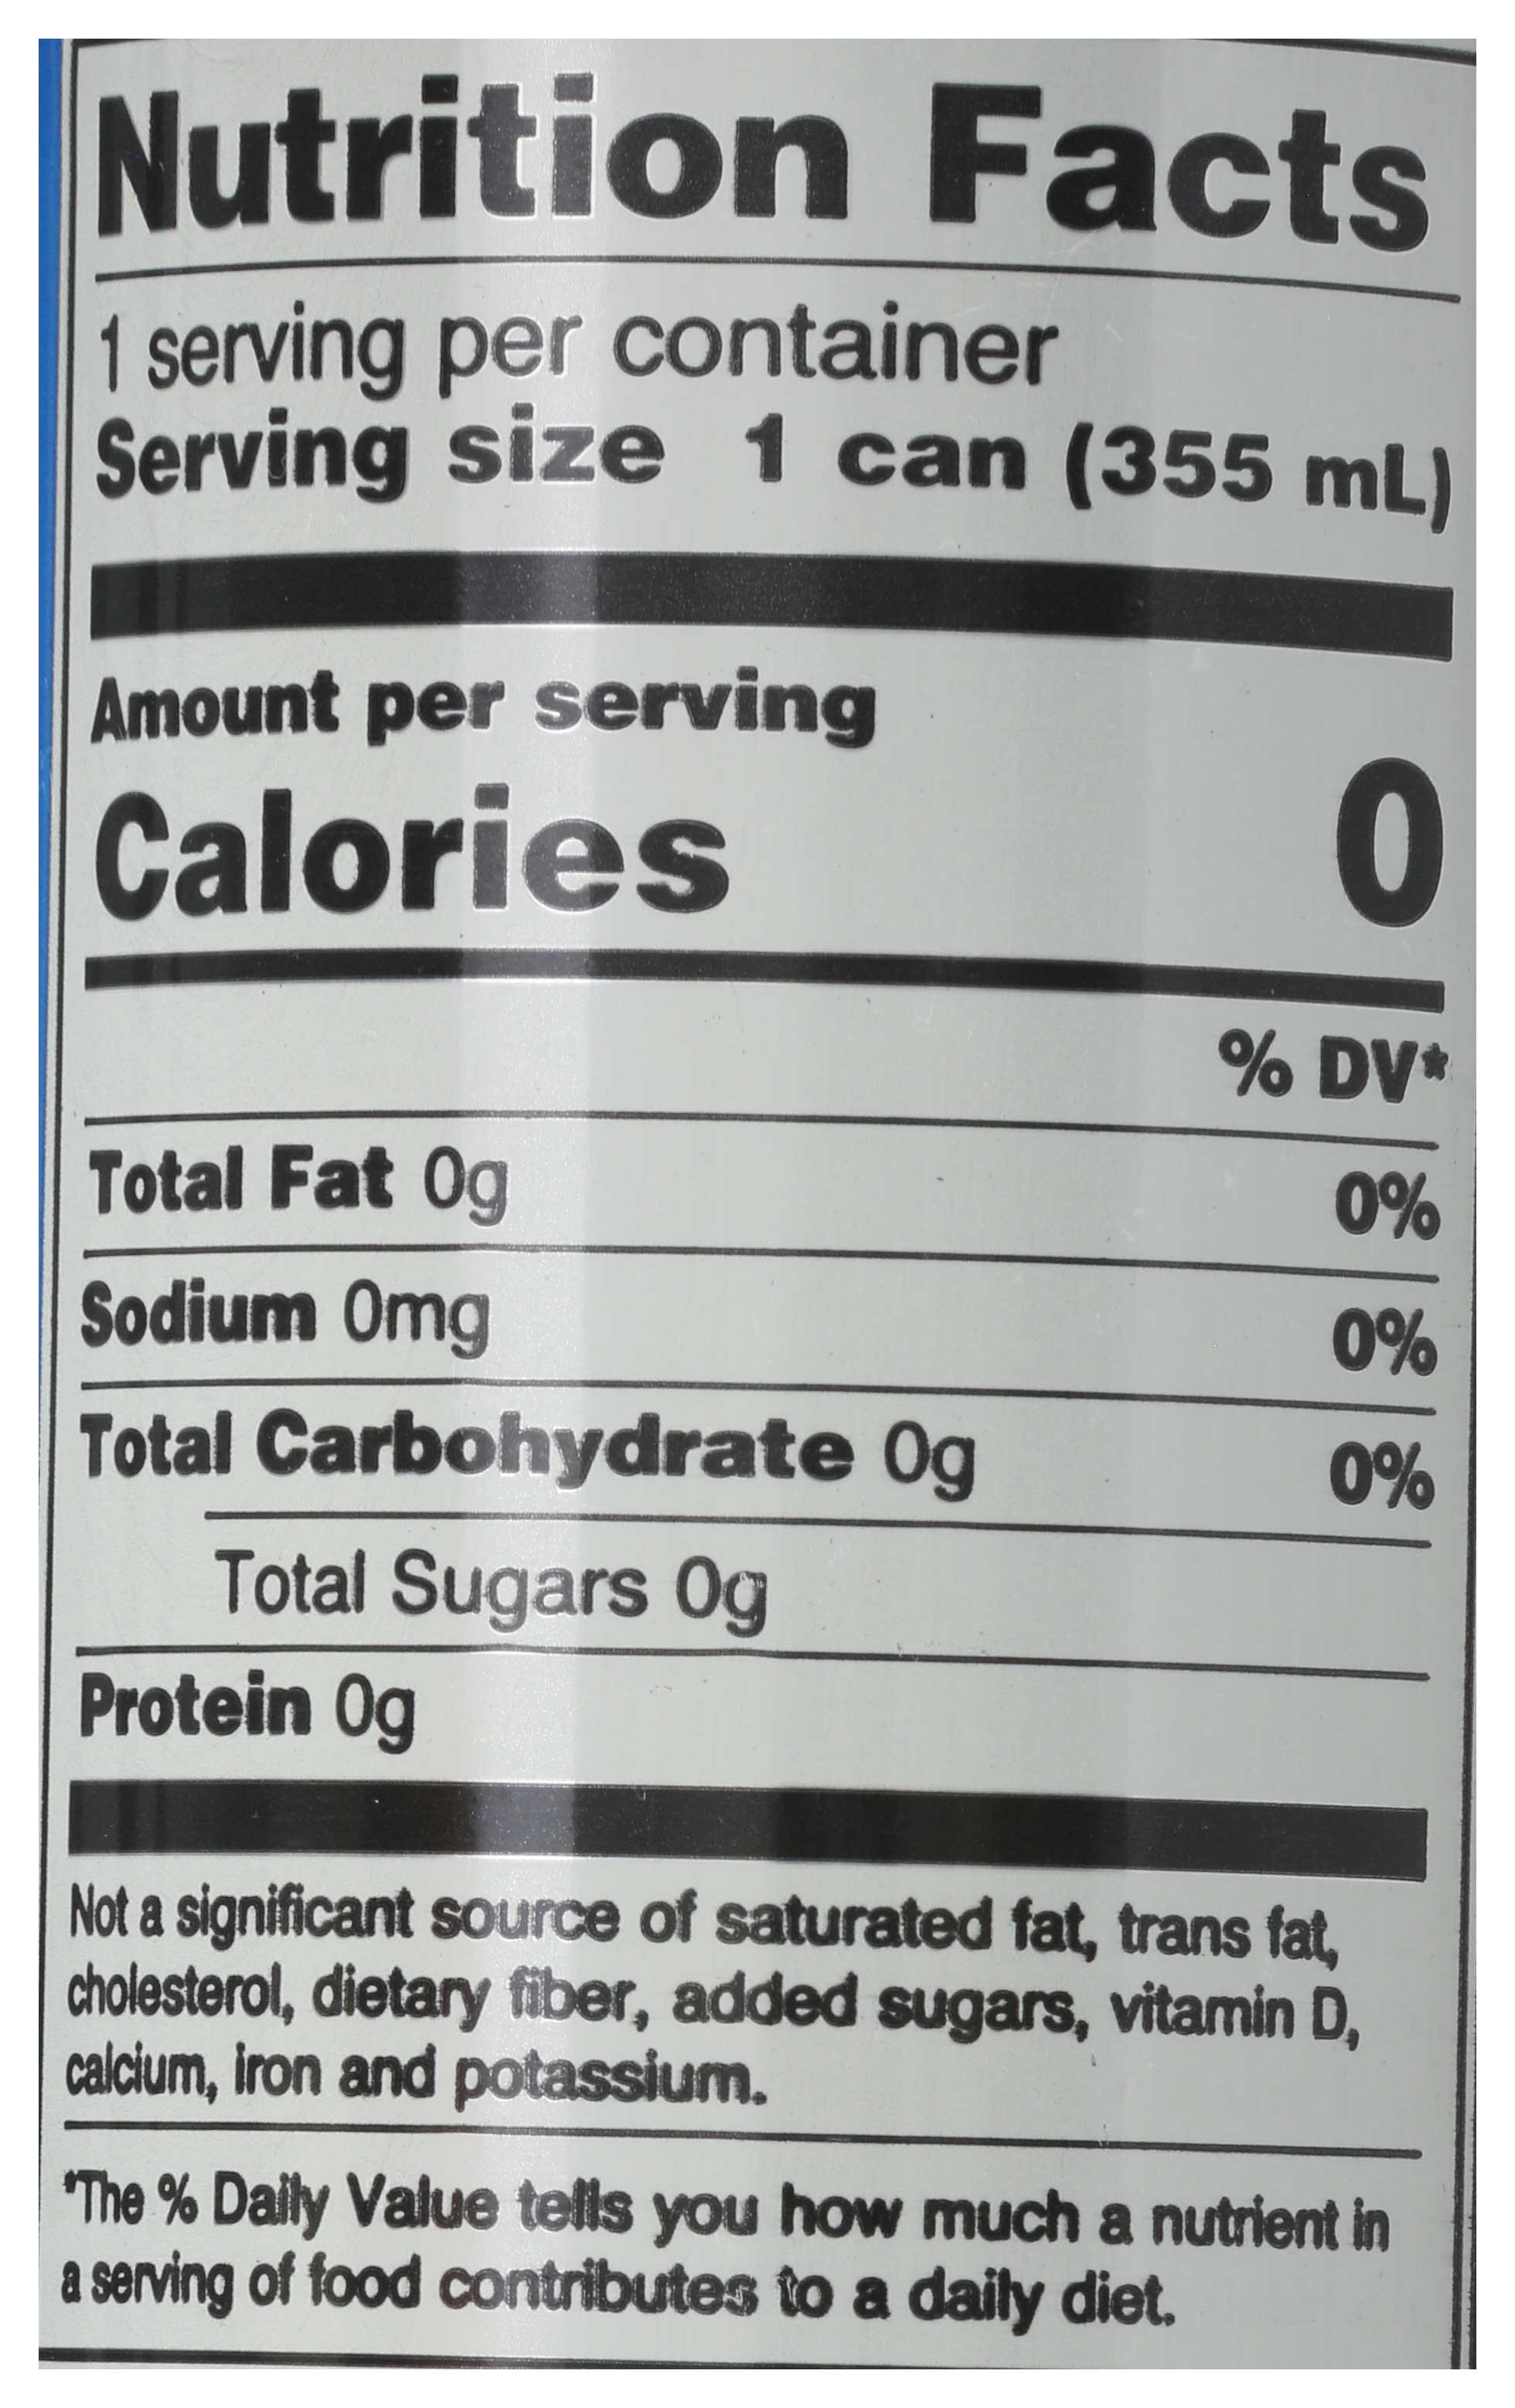 Nutrition Facts
1 serving per container
Serving size 1 can (355 mL)
Amount per serving
Calories 0
% DV*
Total Fat 0g 0%
Sodium 0mg 0%
Total Carbohydrate 0g 0%
Total Sugars 0g
Protein 0g
Not a significant source of saturated fat, trans fat,
cholesterol, dietary fiber, added sugars, vitamin D,
calcium, iron and potassium.
*The % Daily Value tells you how much a nutrient in
a serving of food contributes to a daily diet.